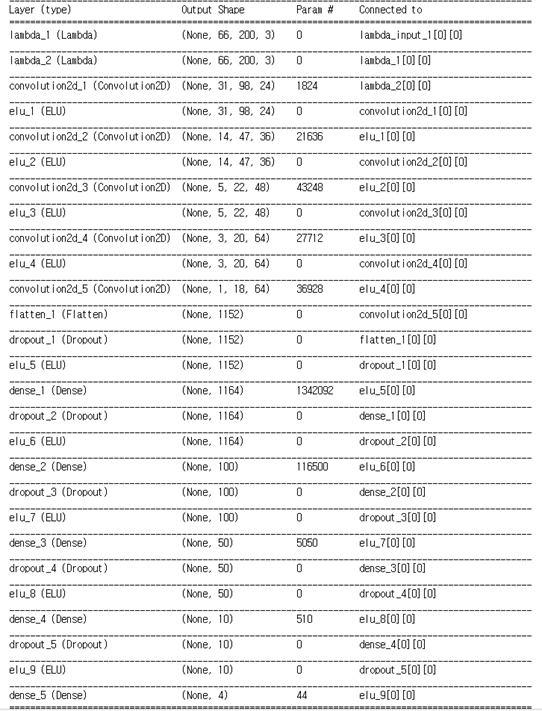 Layer (type) Output Shape Param # Connected to
lambda_1 (Lambda) (None, 66, 200, 3) 0 lambda_input_1[0][0]
lambda_2 (Lambda) (None, 66, 200, 3) 0 lambda_1[0][0]
convolution2d_1 (Convolution2D) (None, 31, 98, 24) 1824 lambda_2[0][0]
elu_1 (ELU) (None, 31, 98, 24) 0 convolution2d_1[0][0]
convolution2d_2 (Convolution2D) (None, 14, 47, 36) 21636 elu_1[0][0]
elu_2 (ELU) (None, 14, 47, 36) 0 convolution2d_2[0][0]
convolution2d_3 (Convolution2D) (None, 5, 22, 48) 43248 elu_2[0][0]
elu_3 (ELU) (None, 5, 22, 48) 0 convolution2d_3[0][0]
convolution2d_4 (Convolution2D) (None, 3, 20, 64) 27712 elu_3[0][0]
elu_4 (ELU) (None, 3, 20, 64) 0 convolution2d_4[0][0]
convolution2d_5 (Convolution2D) (None, 1, 18, 64) 36928 elu_4[0][0]
flatten_1 (Flatten) (None, 1152) 0 convolution2d_5[0][0]
dropout_1 (Dropout) (None, 1152) 0 flatten_1[0][0]
elu_5 (ELU) (None, 1152) 0 dropout_1[0][0]
dense_1 (Dense) (None, 1164) 1342092 elu_5[0][0]
dropout_2 (Dropout) (None, 1164) 0 dense_1[0][0]
elu_6 (ELU) (None, 1164) 0 dropout_2[0][0]
dense_2 (Dense) (None, 100) 116500 elu_6[0][0]
dropout_3 (Dropout) (None, 100) 0 dense_2[0][0]
elu_7 (ELU) (None, 100) 0 dropout_3[0][0]
dense_3 (Dense) (None, 50) 5050 elu_7[0][0]
dropout_4 (Dropout) (None, 50) 0 dense_3[0][0]
elu_8 (ELU) (None, 50) 0 dropout_4[0][0]
dense_4 (Dense) (None, 10) 510 elu_8[0][0]
dropout_5 (Dropout) (None, 10) 0 dense_4[0][0]
elu_9 (ELU) (None, 10) 0 dropout_5[0][0]
dense_5 (Dense) (None, 4) 44 elu_9[0][0]